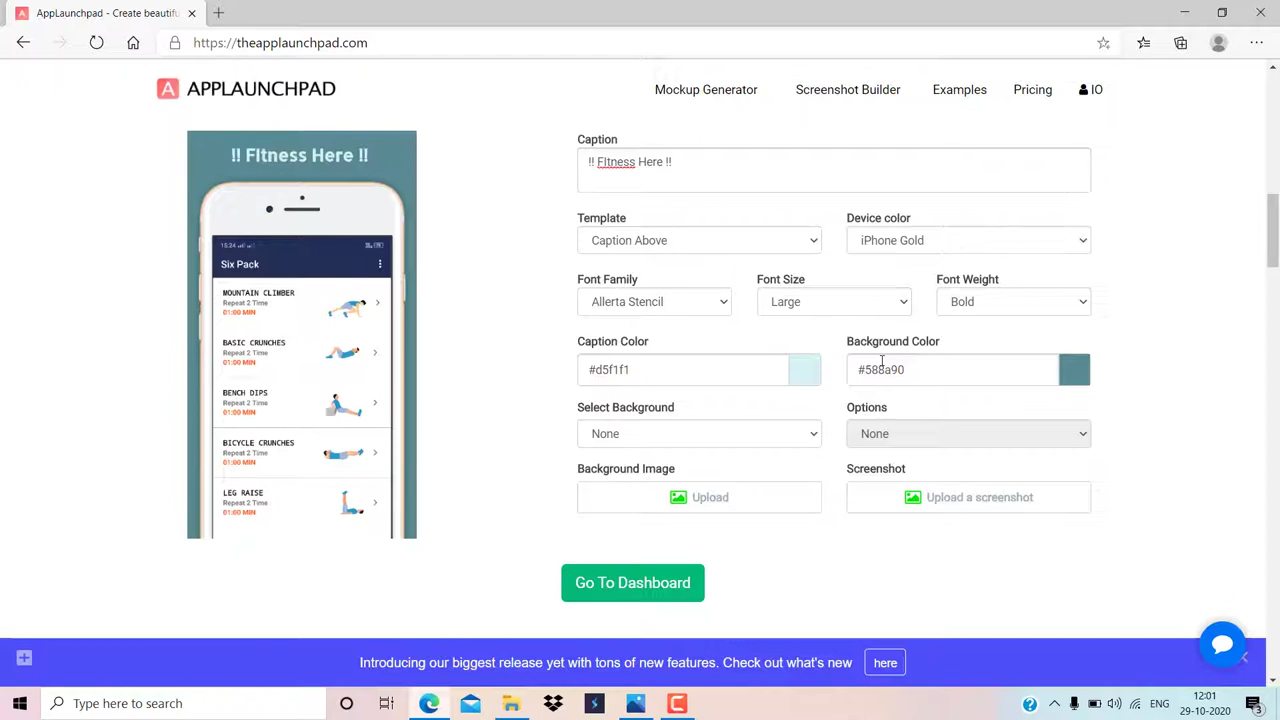 AppLaunchpad - Create beautifu
https://theapplaunchpad.com
A APPLAUNCHPAD
Mockup Generator
Screenshot Builder
Examples
Pricing
IO
!! FItness Here !!
15:24
Six Pack
MOUNTAIN CLIMBER
Repeat 2 Time
01:00 MIN
BASIC CRUNCHES
Repeat 2 Time
01:00 MIN
BENCH DIPS
Repeat 2 Time
01:00 MIN
BICYCLE CRUNCHES
Repeat 2 Time
01:00 MIN
LEG RAISE
Repeat 2 Time
01:00 MIN
Caption
!! FItness Here !!
Template
Device color
Caption Above
iPhone Gold
Font Family
Font Size
Font Weight
Allerta Stencil
Large
Bold
Caption Color
Background Color
#d5f1f1
#588a90
Select Background
Options
None
None
Background Image
Screenshot
Upload
Upload a screenshot
Go To Dashboard
Introducing our biggest release yet with tons of new features. Check out what's new here
Type here to search
12:01
29-10-2020
3